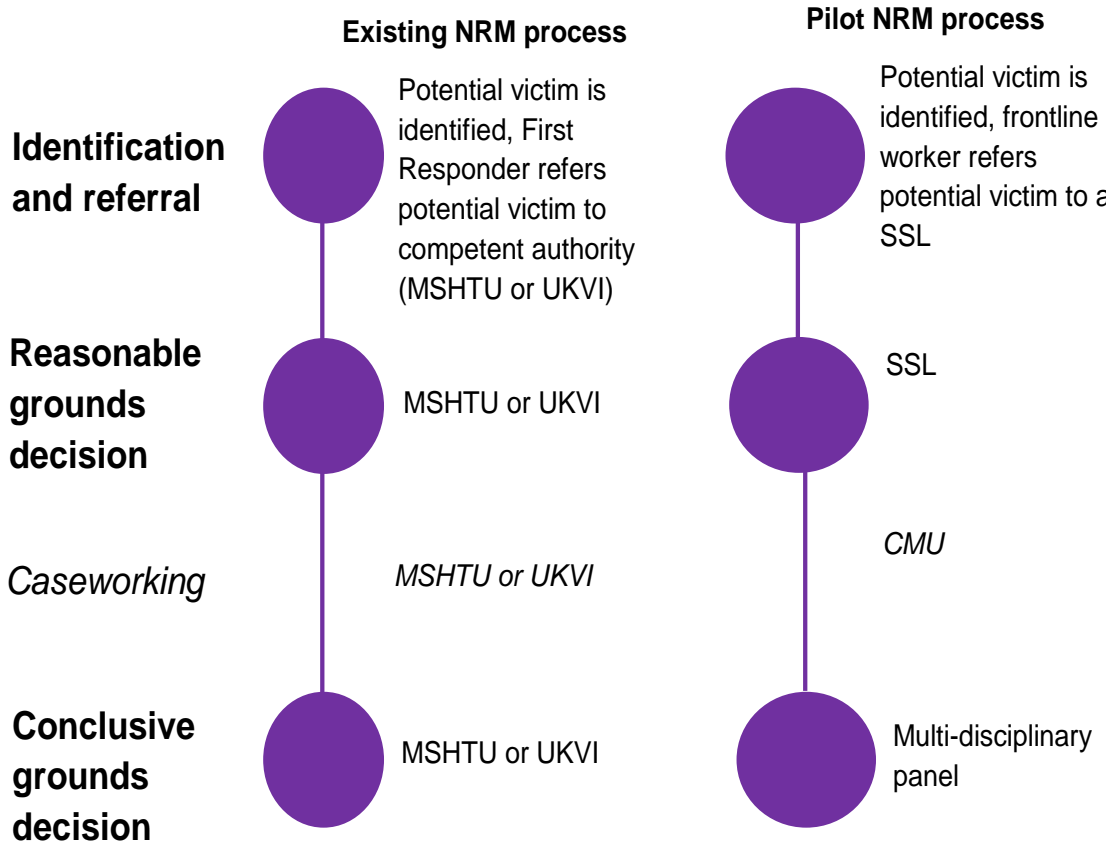 Existing NRM process
Pilot NRM process
Identification
and referral
Potential victim is
identified, First
Responder refers
potential victim to
competent authority
(MSHTU or UKVI)
Potential victim is
identified, frontline
worker refers
potential victim to a
SSL
Reasonable
grounds
decision
MSHTU or UKVI
SSL
Caseworking
MSHTU or UKVI
CMU
Conclusive
grounds
decision
MSHTU or UKVI
Multi-disciplinary
panel